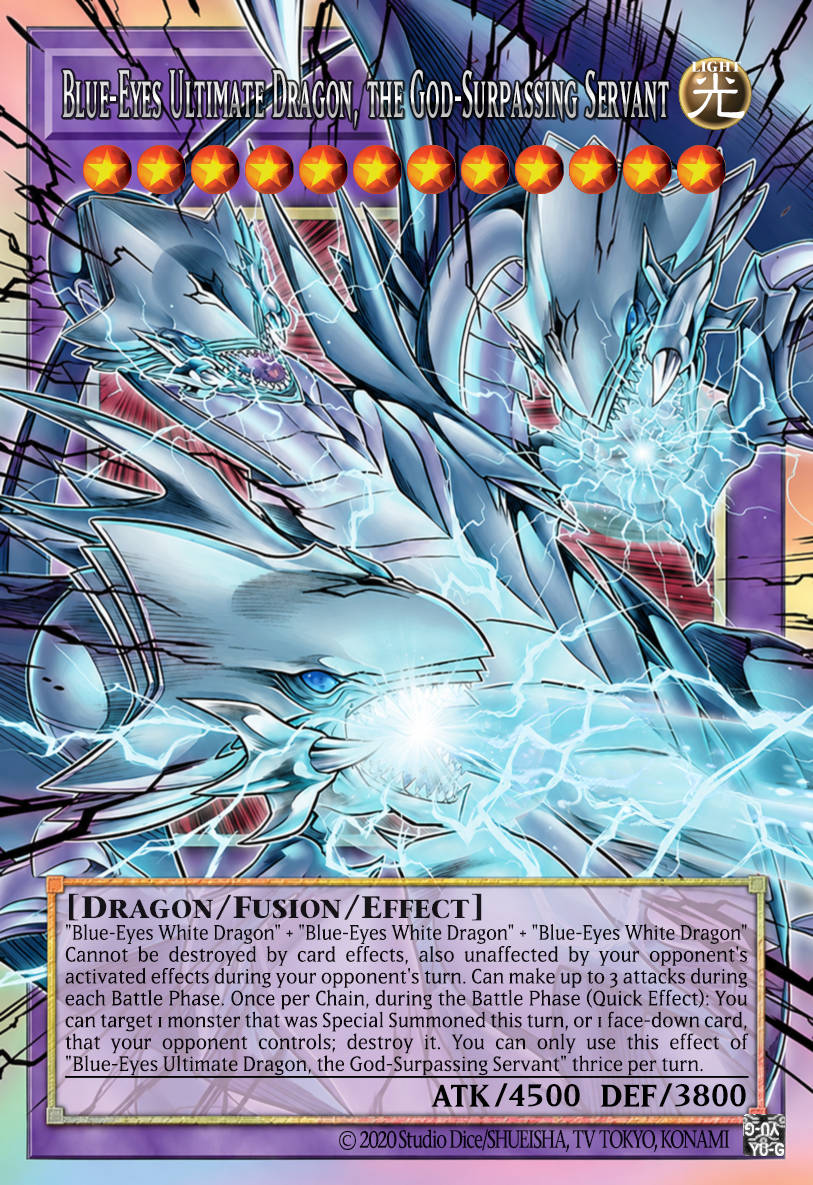 Blue-Eyes Ultimate Dragon, the God-Surpassing Servant
LIGHT
光
[Dragon/Fusion/Effect]
"Blue-Eyes White Dragon" + "Blue-Eyes White Dragon" + "Blue-Eyes White Dragon"
Cannot be destroyed by card effects, also unaffected by your opponent's
activated effects during your opponent's turn. Can make up to 3 attacks during
each Battle Phase. Once per Chain, during the Battle Phase (Quick Effect): You
can target 1 monster that was Special Summoned this turn, or 1 face-down card,
that your opponent controls; destroy it. You can only use this effect of
"Blue-Eyes Ultimate Dragon, the God-Surpassing Servant" thrice per turn.
ATK/4500 DEF/3800
© 2020 Studio Dice/SHUEISHA, TV TOKYO, KONAMI
YU-G
YU-G